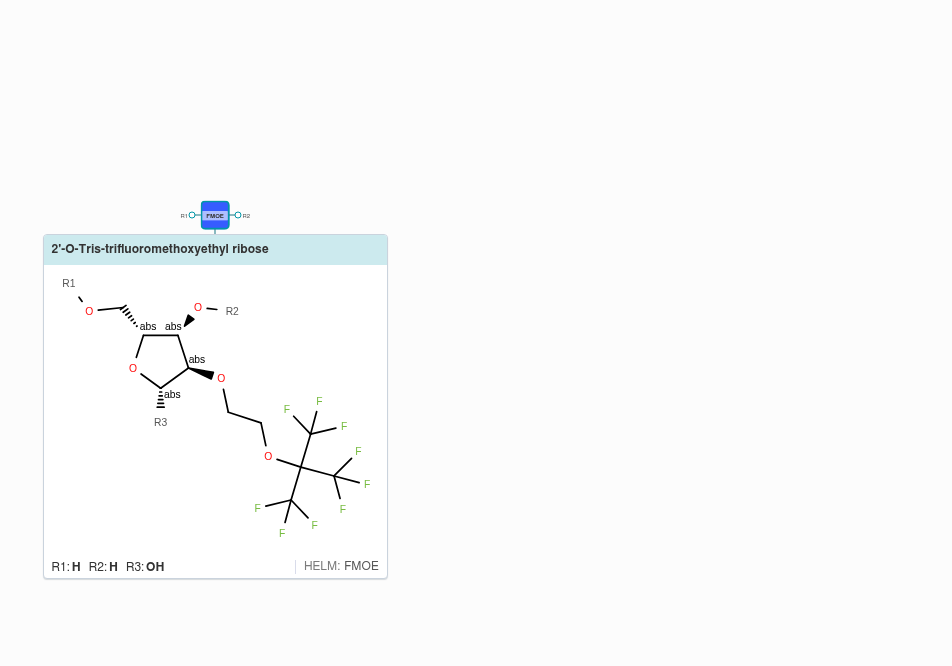 R1 FMOE R2
2'-O-Tris-trifluoromethoxyethyl ribose
R1
O O R2
abs abs
abs
O O
abs
R3
F F
F
F
O
F
F F
F
F
R1: H R2: H R3: OH HELM: FMOE